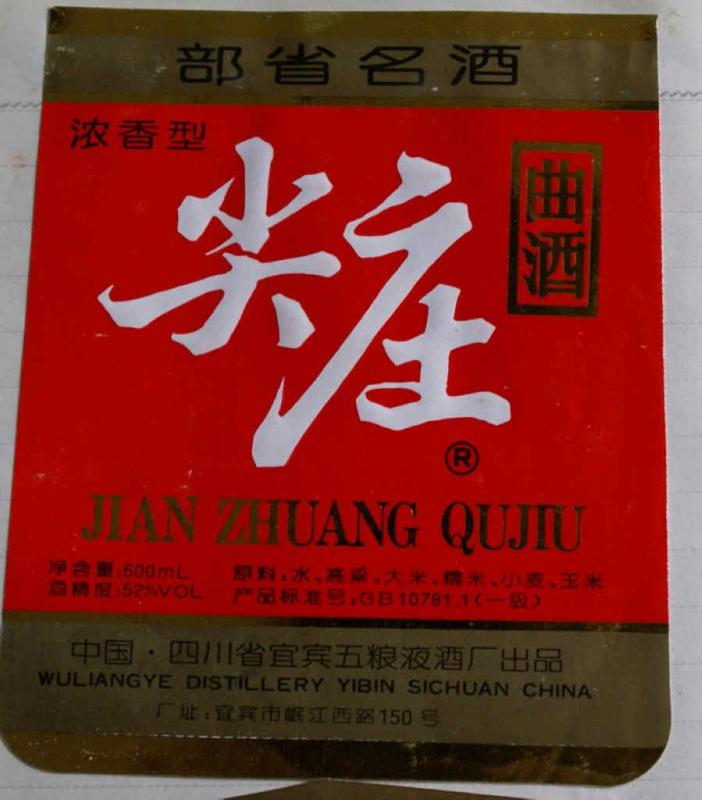 部省名酒
浓香型
尖庄
曲酒
®
JIAN ZHUANG QUJIU
净含量:500mL 原料:水、高粱、大米、糯米、小麦、玉米
酒精度:52%VOL 产品标准号:GB10781.1(一级)
中国·四川省宜宾五粮液酒厂出品
WULIANGYE DISTILLERY YIBIN SICHUAN CHINA
厂址:宜宾市岷江西路150号